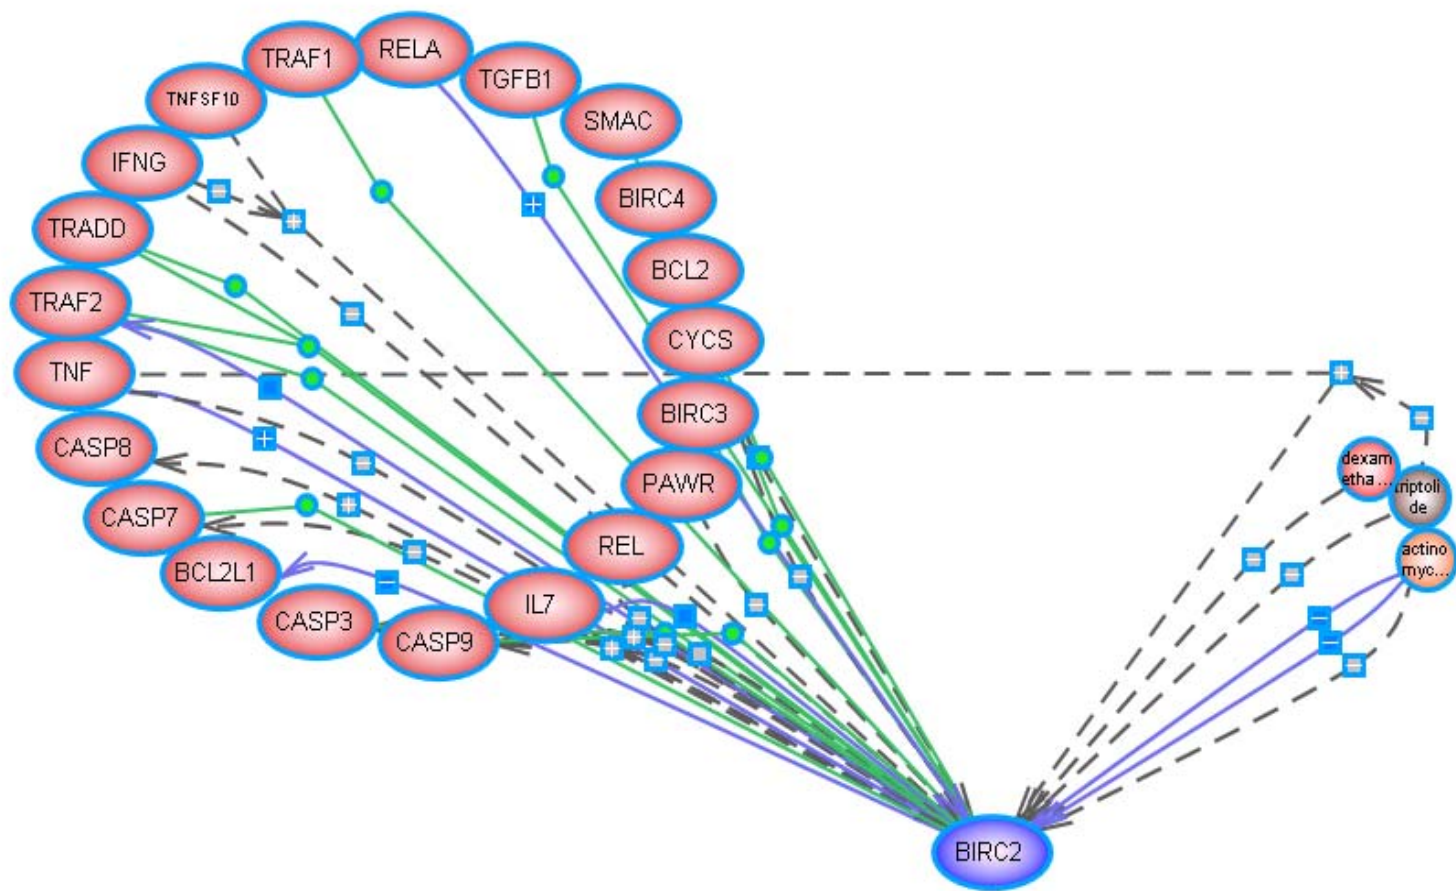 RELA
TRAF1
TGFB1
TNFSF10
SMAC
IFNG
BIRC4
TRADD
BCL2
TRAF2
CYCS
TNF
BIRC3
CASP8
PAWR
dexam
etha...
triptoli
de
CASP7
REL
actino
myc...
BCL2L1
IL7
CASP3
CASP9
BIRC2